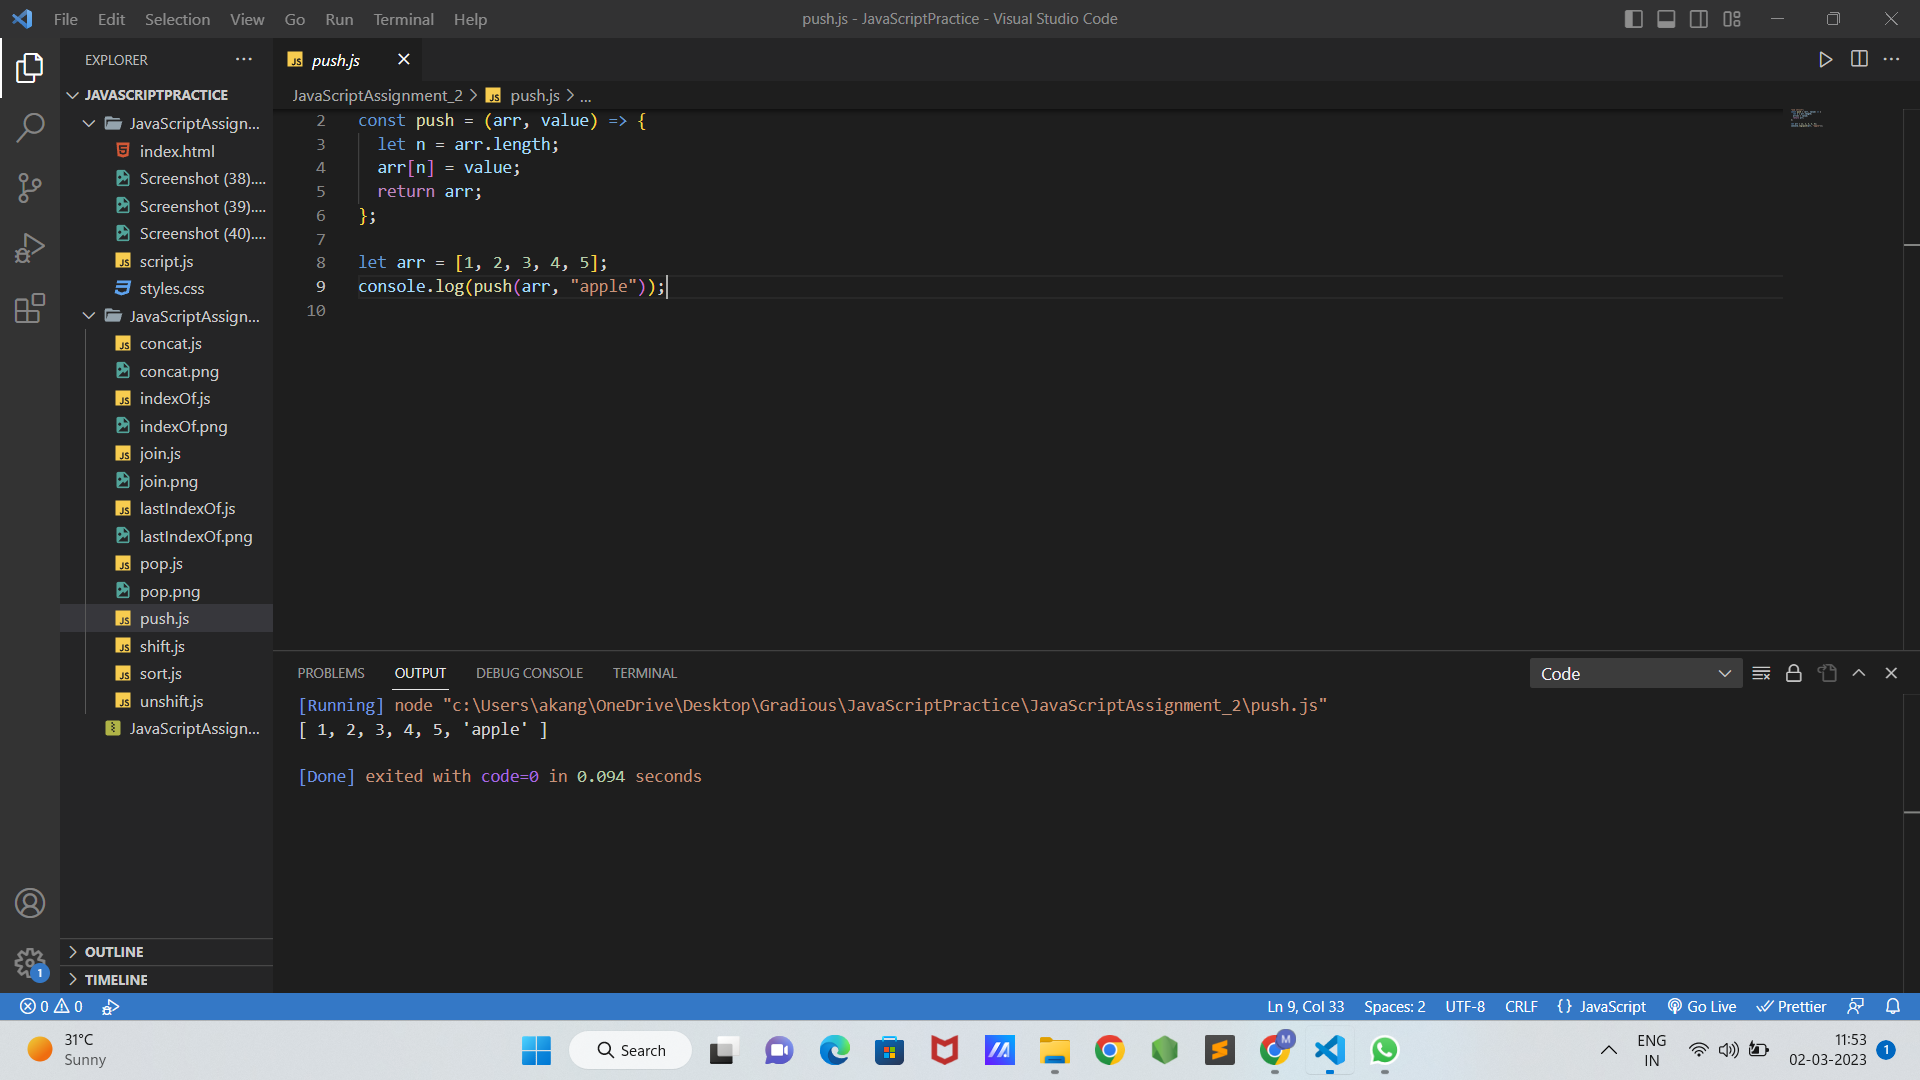 File Edit Selection View Go Run Terminal Help
push.js - JavaScriptPractice - Visual Studio Code
EXPLORER
JAVASCRIPTPRACTICE
JavaScriptAssign...
index.html
Screenshot (38)....
Screenshot (39)....
Screenshot (40)....
script.js
styles.css
JavaScriptAssign...
concat.js
concat.png
indexOf.js
indexOf.png
join.js
join.png
lastIndexOf.js
lastIndexOf.png
pop.js
pop.png
push.js
shift.js
sort.js
unshift.js
JavaScriptAssign...
OUTLINE
TIMELINE
push.js
JavaScriptAssignment_2 > push.js > ...
2 const push = (arr, value) => {
3 let n = arr.length;
4 arr[n] = value;
5 return arr;
6 };
7
8 let arr = [1, 2, 3, 4, 5];
9 console.log(push(arr, "apple"));
10
PROBLEMS OUTPUT DEBUG CONSOLE TERMINAL
Code
[Running] node "c:\Users\akang\OneDrive\Desktop\Gradious\JavaScriptPractice\JavaScriptAssignment_2\push.js"
[ 1, 2, 3, 4, 5, 'apple' ]
[Done] exited with code=0 in 0.094 seconds
1
0 0
Ln 9, Col 33 Spaces: 2 UTF-8 CRLF {} JavaScript Go Live Prettier
31°C
Sunny
Search
M
ENG
IN
11:53
02-03-2023
1